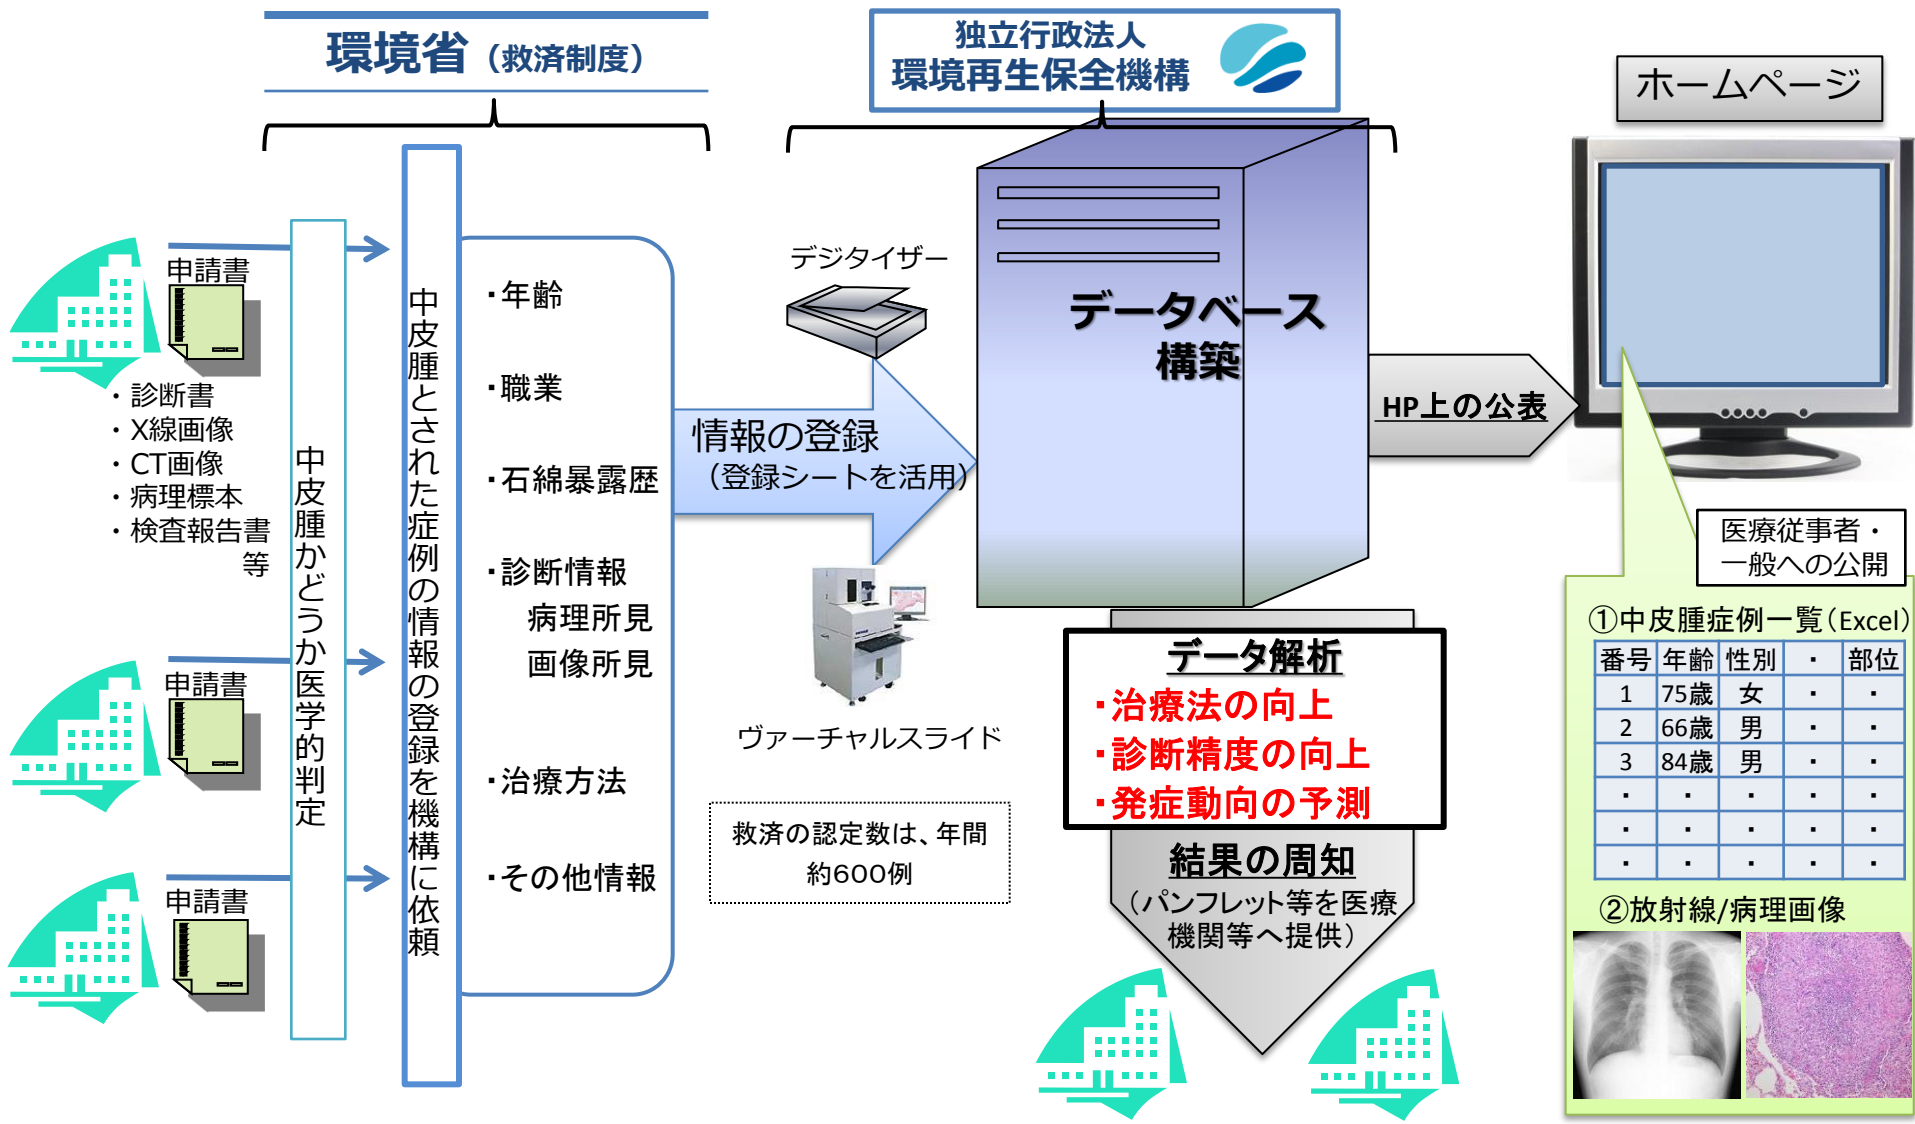 環境省（救済制度）
独立行政法人
環境再生保全機構
ホームページ
申請書
・診断書
・X線画像
・CT画像
・病理標本
・検査報告書
等
申請書
申請書
中皮腫かどうか医学的判定
中皮腫とされた症例の情報の登録を機構に依頼
・年齢
・職業
・石綿暴露歴
・診断情報
病理所見
画像所見
・治療方法
・その他情報
デジタイザー
情報の登録
（登録シートを活用）
ヴァーチャルスライド
救済の認定数は、年間
約600例
データベース
構築
HP上の公表
データ解析
・治療法の向上
・診断精度の向上
・発症動向の予測
結果の周知
（パンフレット等を医療
機関等へ提供）
医療従事者・
一般への公開
①中皮腫症例一覧（Excel）
番号 年齢 性別 ・ 部位
1 75歳 女 ・ ・
2 66歳 男 ・ ・
3 84歳 男 ・ ・
・ ・ ・ ・ ・
・ ・ ・ ・ ・
・ ・ ・ ・ ・
②放射線/病理画像